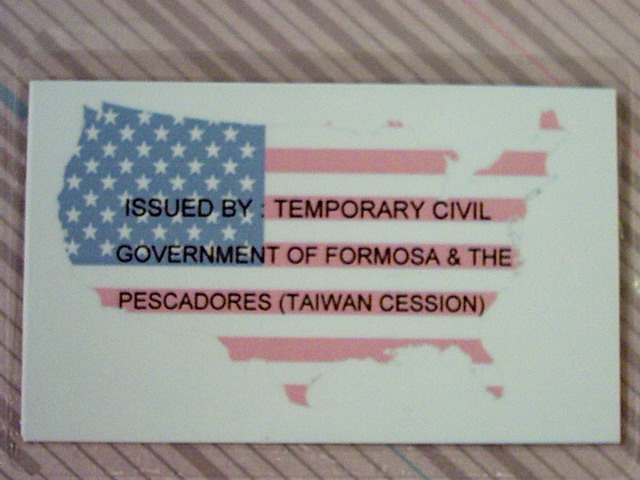 ISSUED BY : TEMPORARY CIVIL
GOVERNMENT OF FORMOSA & THE
PESCADORES (TAIWAN CESSION)